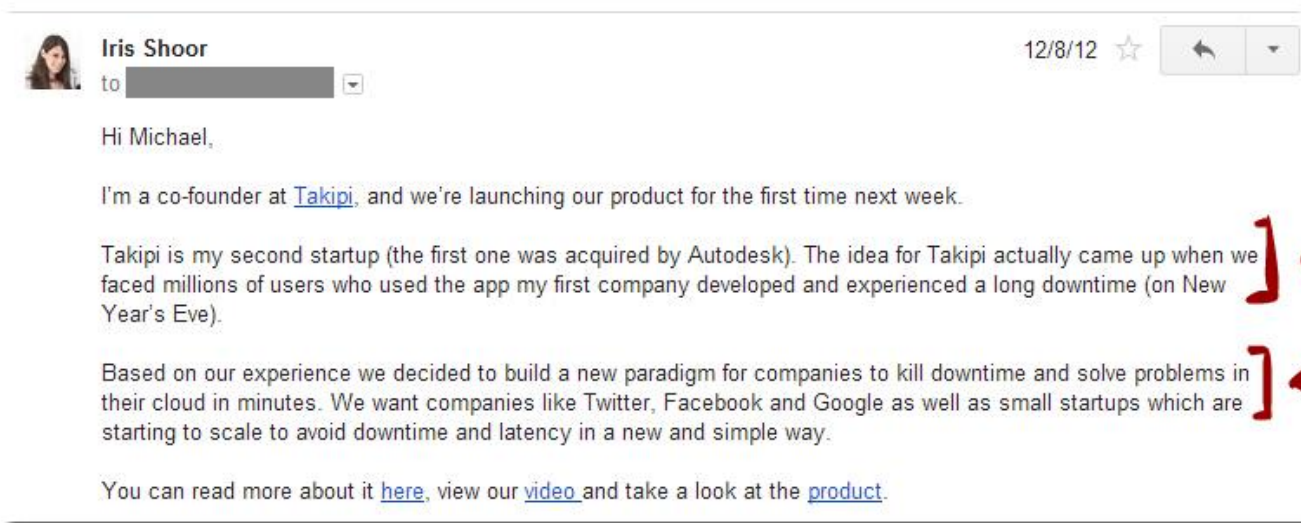 Iris Shoor
12/8/12
to
Hi Michael,
I'm a co-founder at Takipi, and we're launching our product for the first time next week.
Takipi is my second startup (the first one was acquired by Autodesk). The idea for Takipi actually came up when we
faced millions of users who used the app my first company developed and experienced a long downtime (on New
Year's Eve).
Based on our experience we decided to build a new paradigm for companies to kill downtime and solve problems in
their cloud in minutes. We want companies like Twitter, Facebook and Google as well as small startups which are
starting to scale to avoid downtime and latency in a new and simple way.
You can read more about it here, view our video and take a look at the product.